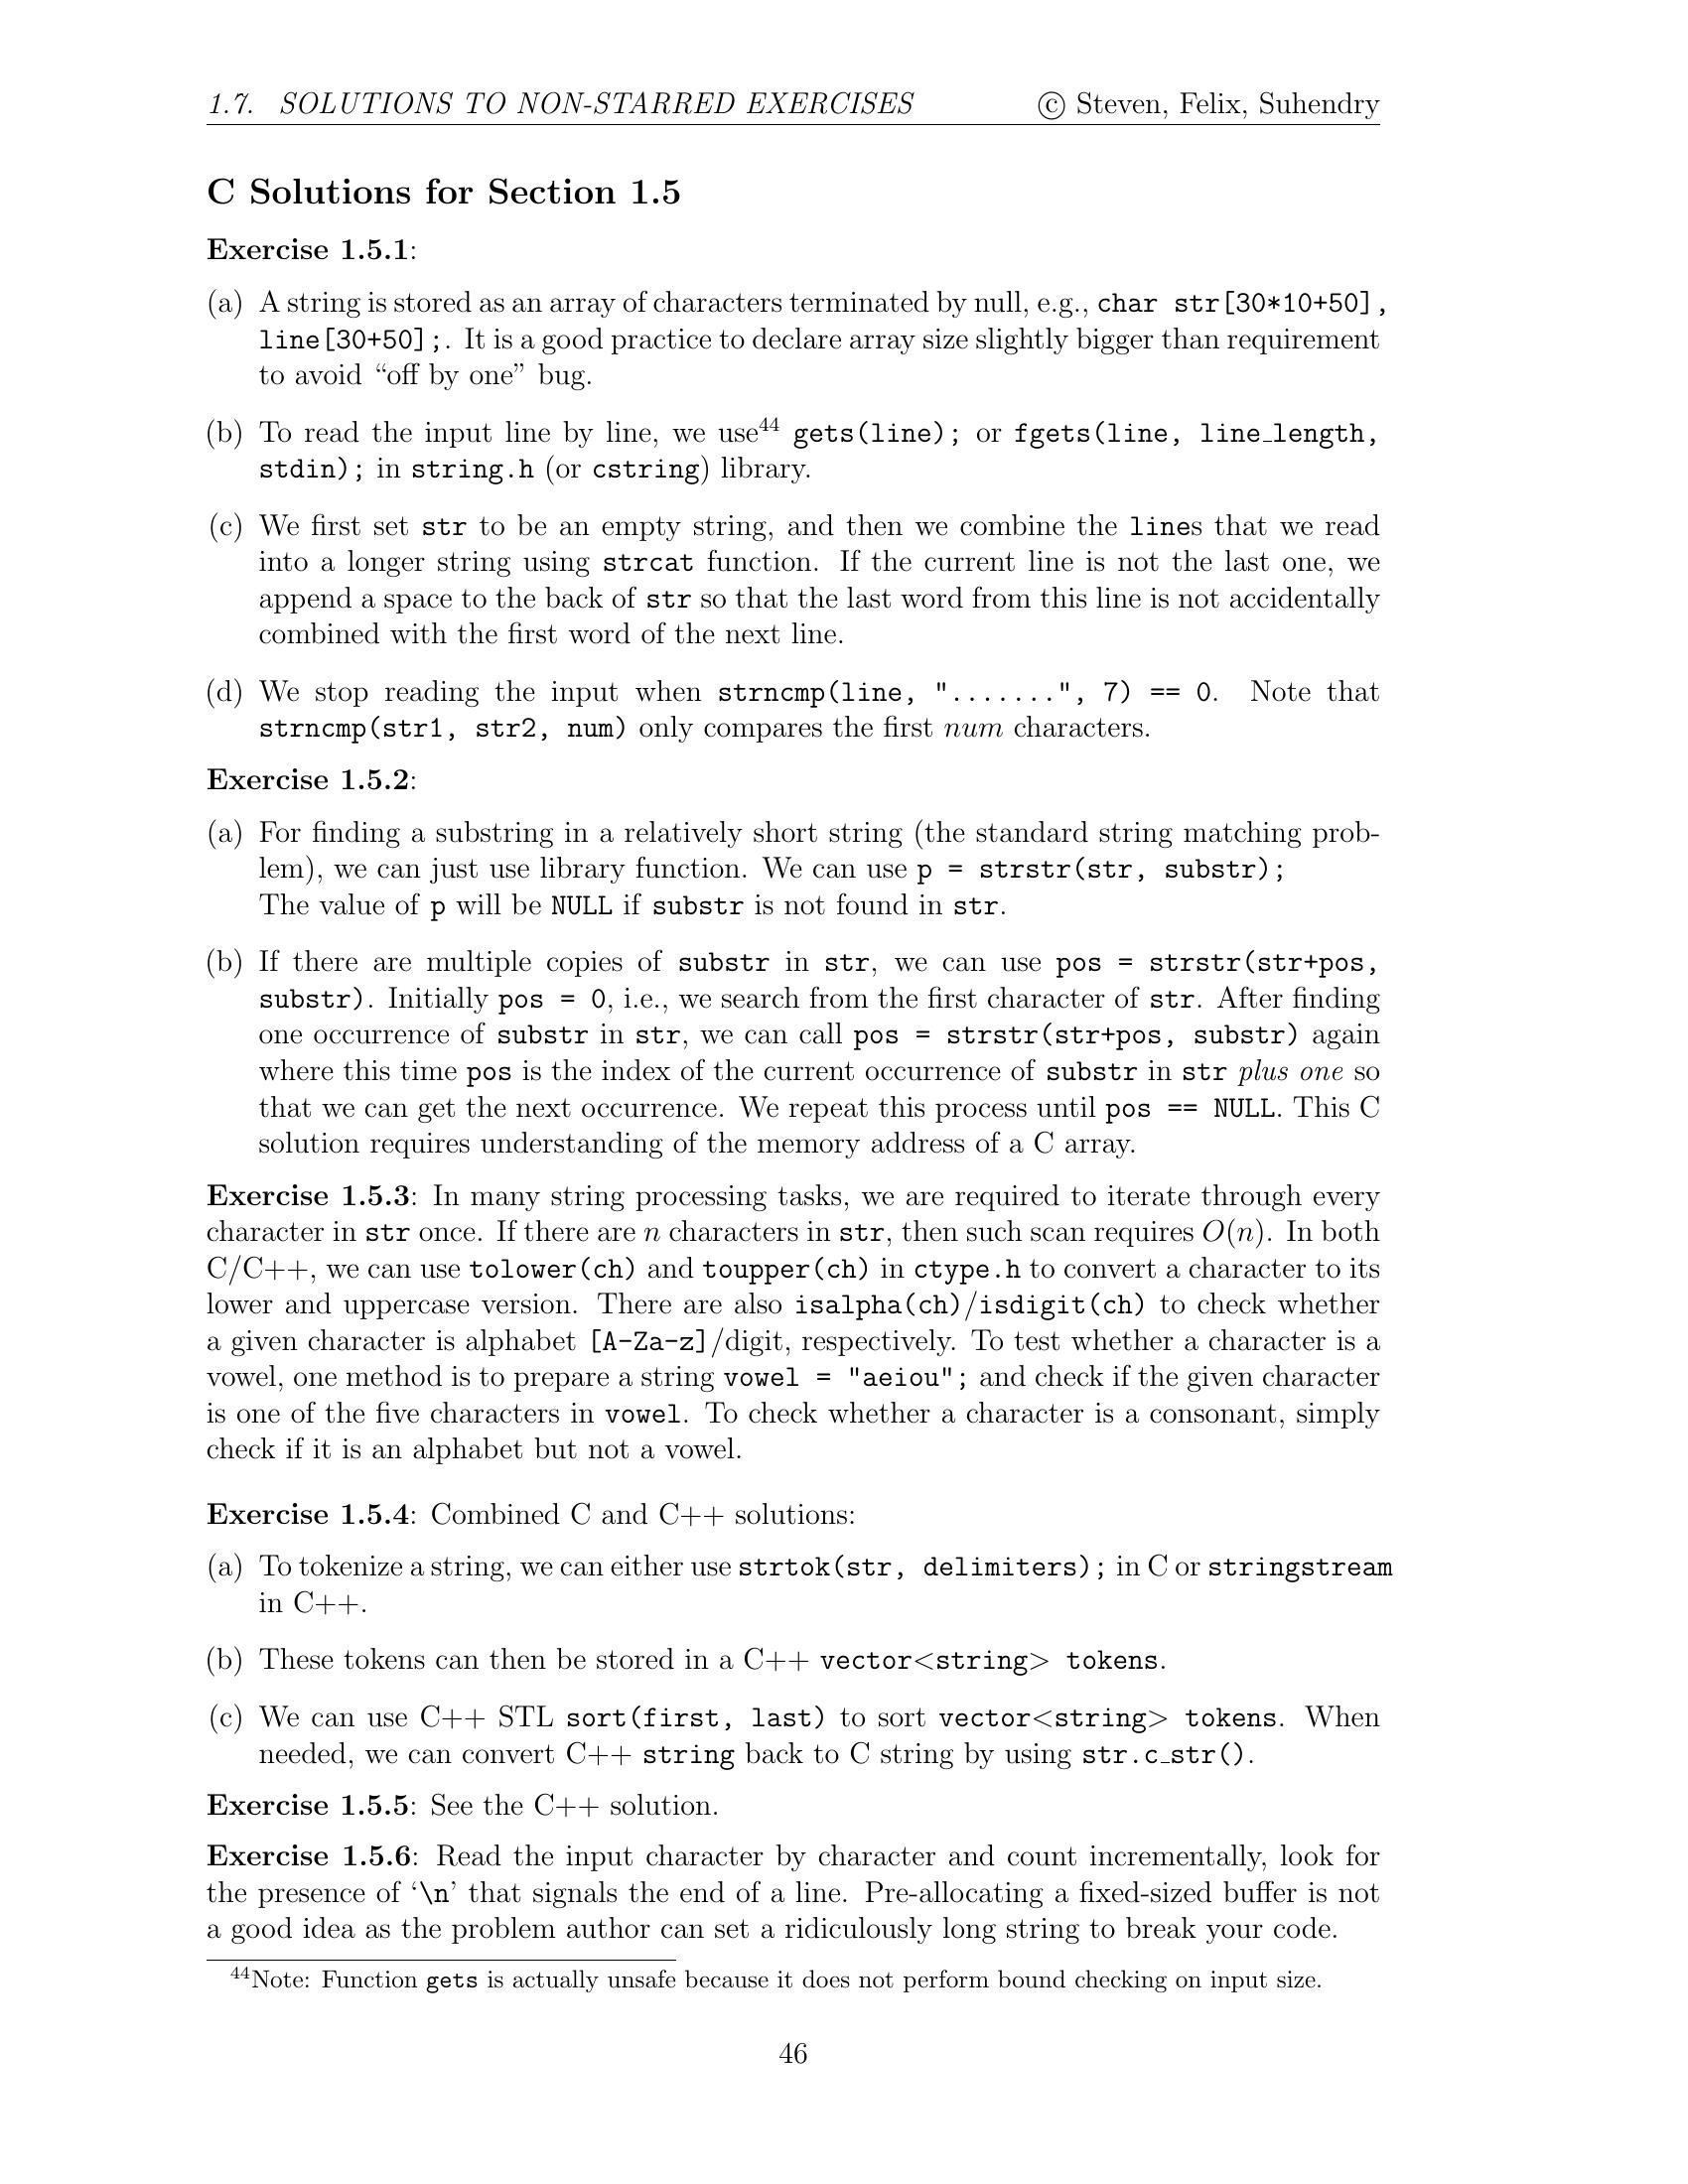 1.7. SOLUTIONS TO NON-STARRED EXERCISES © Steven, Felix, Suhendry
C Solutions for Section 1.5
Exercise 1.5.1:
(a) A string is stored as an array of characters terminated by null, e.g., char str[30*10+50],
line[30+50];. It is a good practice to declare array size slightly bigger than requirement
to avoid “off by one” bug.
(b) To read the input line by line, we use44 gets(line); or fgets(line, line_length,
stdin); in string.h (or cstring) library.
(c) We first set str to be an empty string, and then we combine the lines that we read
into a longer string using strcat function. If the current line is not the last one, we
append a space to the back of str so that the last word from this line is not accidentally
combined with the first word of the next line.
(d) We stop reading the input when strncmp(line, ".......", 7) == 0. Note that
strncmp(str1, str2, num) only compares the first num characters.
Exercise 1.5.2:
(a) For finding a substring in a relatively short string (the standard string matching prob-
lem), we can just use library function. We can use p = strstr(str, substr);
The value of p will be NULL if substr is not found in str.
(b) If there are multiple copies of substr in str, we can use pos = strstr(str+pos,
substr). Initially pos = 0, i.e., we search from the first character of str. After finding
one occurrence of substr in str, we can call pos = strstr(str+pos, substr) again
where this time pos is the index of the current occurrence of substr in str plus one so
that we can get the next occurrence. We repeat this process until pos == NULL. This C
solution requires understanding of the memory address of a C array.
Exercise 1.5.3: In many string processing tasks, we are required to iterate through every
character in str once. If there are n characters in str, then such scan requires O(n). In both
C/C++, we can use tolower(ch) and toupper(ch) in ctype.h to convert a character to its
lower and uppercase version. There are also isalpha(ch)/isdigit(ch) to check whether
a given character is alphabet [A-Za-z]/digit, respectively. To test whether a character is a
vowel, one method is to prepare a string vowel = "aeiou"; and check if the given character
is one of the five characters in vowel. To check whether a character is a consonant, simply
check if it is an alphabet but not a vowel.
Exercise 1.5.4: Combined C and C++ solutions:
(a) To tokenize a string, we can either use strtok(str, delimiters); in C or stringstream
in C++.
(b) These tokens can then be stored in a C++ vector<string> tokens.
(c) We can use C++ STL sort(first, last) to sort vector<string> tokens. When
needed, we can convert C++ string back to C string by using str.c_str().
Exercise 1.5.5: See the C++ solution.
Exercise 1.5.6: Read the input character by character and count incrementally, look for
the presence of ‘\n’ that signals the end of a line. Pre-allocating a fixed-sized buffer is not
a good idea as the problem author can set a ridiculously long string to break your code.
44Note: Function gets is actually unsafe because it does not perform bound checking on input size.
46